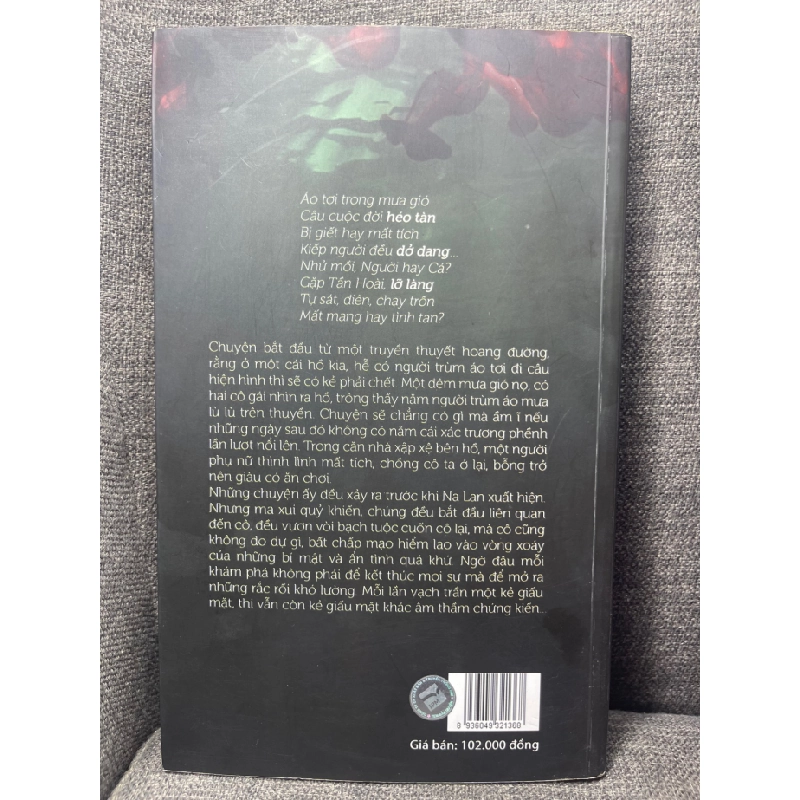 Áo tơi trong mưa gió
Câu cuộc đời héo tàn
Bị giết hay mất tích
Kiếp người đều dở dang...
Nhử mồi, Người hay Cá?
Gặp Tần Hoài, lỡ làng
Tự sát, điên, chạy trốn
Mất mạng hay tình tan?
Chuyện bắt đầu từ một truyền thuyết hoang đường,
rằng ở một cái hồ kia, hễ có người trùm áo tơi đi câu
hiện hình thì sẽ có kẻ phải chết. Một đêm mưa gió nọ, có
hai cô gái nhìn ra hồ, trông thấy năm người trùm áo mưa
lù lù trên thuyền. Chuyện sẽ chẳng có gì mà ầm ĩ nếu
những ngày sau đó không có năm cái xác trương phềnh
lần lượt nổi lên. Trong căn nhà xập xệ bên hồ, một người
phụ nữ thình lình mất tích, chồng cô ta ở lại, bỗng trở
nên giàu có ăn chơi.
Những chuyện ấy đều xảy ra trước khi Na Lan xuất hiện.
Nhưng ma xui quỷ khiến, chúng đều bắt đầu liên quan
đến cô, đều vươn vòi bạch tuộc cuốn cô lại, mà cô cũng
không do dự gì, bất chấp mạo hiểm lao vào vòng xoáy
của những bí mật và ẩn tình quá khứ. Ngờ đâu mỗi
khám phá không phải để kết thúc mọi sự mà để mở ra
những rắc rối khó lường. Mỗi lần vạch trần một kẻ giấu
mặt, thì vẫn còn kẻ giấu mặt khác âm thầm chứng kiến...
8 936048 321300
Giá bán: 102.000 đồng